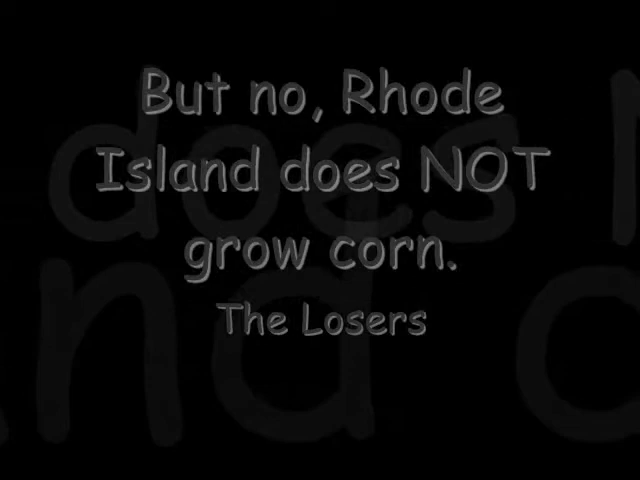 But no, Rhode
Island does NOT
grow corn.
The Losers